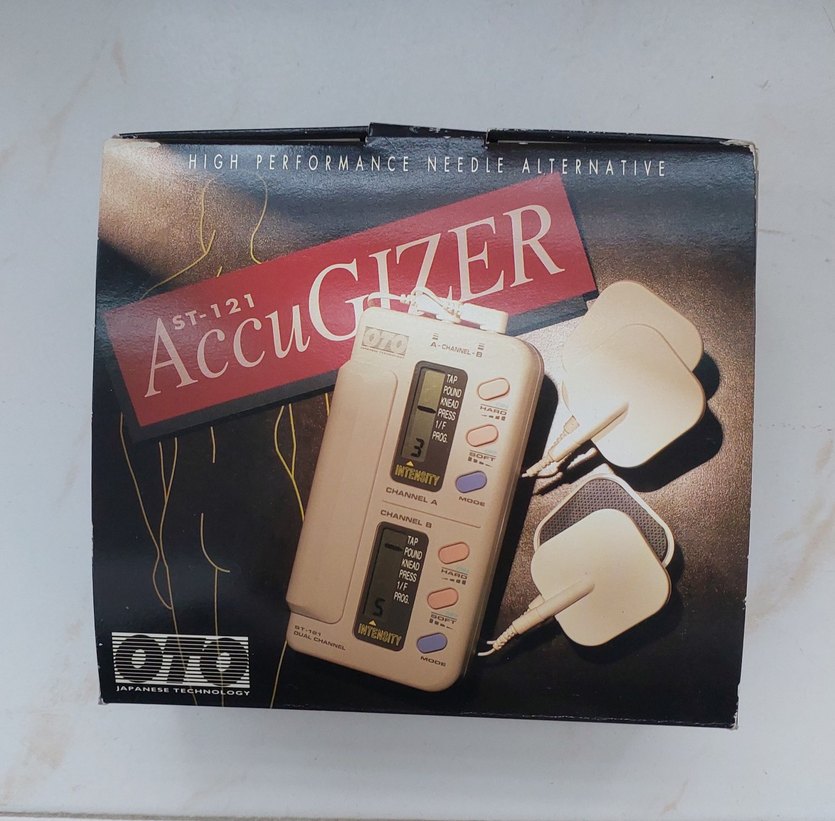 HIGH PERFORMANCE NEEDLE ALTERNATIVE
ST-121
AccuGIZER
OTO
A-CHANNEL-B
TAP
POUND
KNEAD
PRESS
1/F
PROG.
3
INTENSITY
HARD
SOFT
MODE
CHANNEL A
CHANNEL B
TAP
POUND
KNEAD
PRESS
1/F
PROG.
5
INTENSITY
HARD
SOFT
MODE
ST-121
DUAL CHANNEL
OTO
JAPANESE TECHNOLOGY